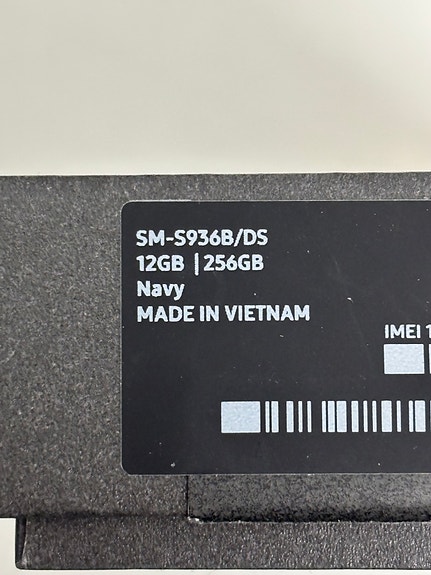 SM-S936B/DS
12GB | 256GB
Navy
MADE IN VIETNAM
IMEI 1